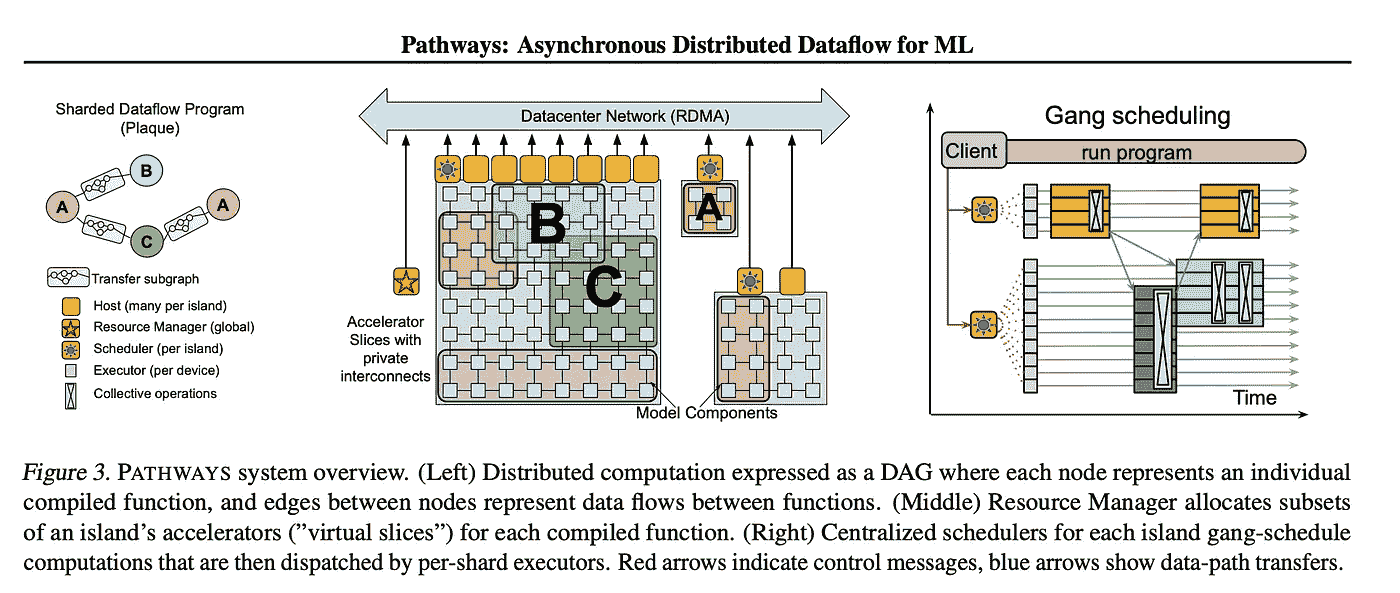 Pathways: Asynchronous Distributed Dataflow for ML
Sharded Dataflow Program
(Plaque)
A
B
C
A
Transfer subgraph
Host (many per island)
Resource Manager (global)
Scheduler (per island)
Executor (per device)
Collective operations
Datacenter Network (RDMA)
B
C
A
Accelerator
Slices with
private
interconnects
Model Components
Gang scheduling
Client
run program
Time
Figure 3. PATHWAYS system overview. (Left) Distributed computation expressed as a DAG where each node represents an individual
compiled function, and edges between nodes represent data flows between functions. (Middle) Resource Manager allocates subsets
of an island’s accelerators (”virtual slices”) for each compiled function. (Right) Centralized schedulers for each island gang-schedule
computations that are then dispatched by per-shard executors. Red arrows indicate control messages, blue arrows show data-path transfers.